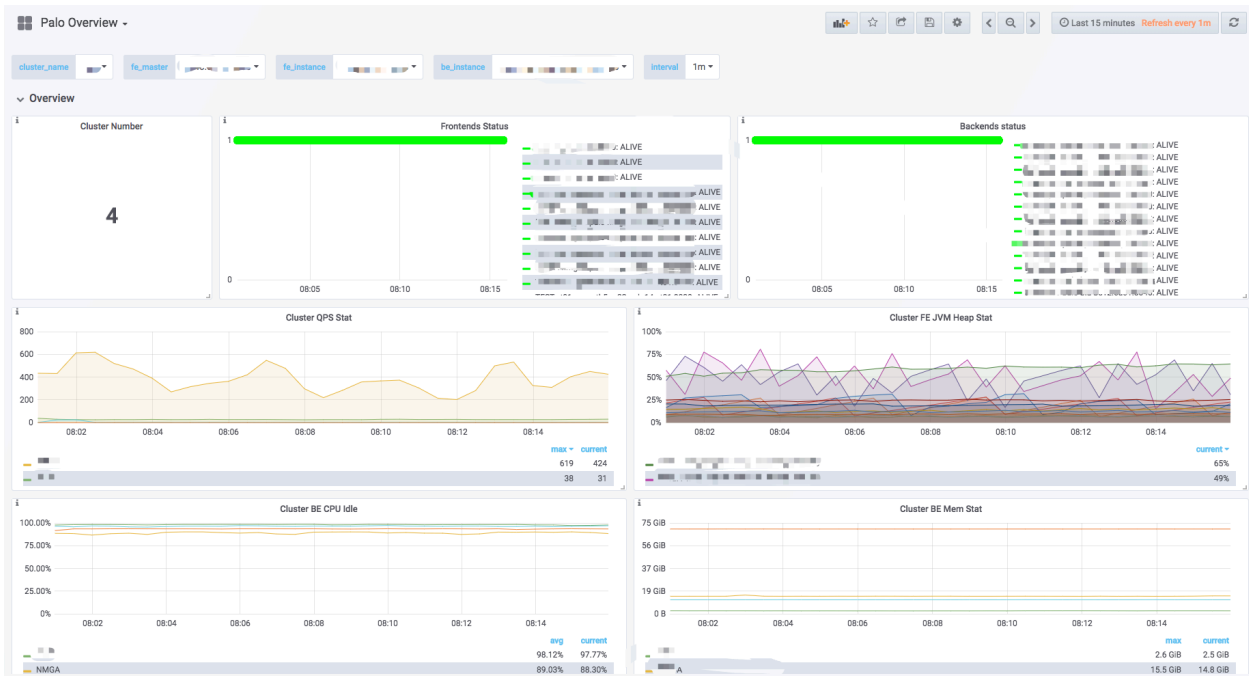 Palo Overview
Last 15 minutes Refresh every 1m
cluster_name fe_master fe_instance be_instance interval 1m
Overview
Cluster Number
4
Frontends Status
1
0
08:05 08:10 08:15
: ALIVE
ALIVE
: ALIVE
ALIVE
ALIVE
ALIVE
: ALIVE
ALIVE
: ALIVE
: ALIVE
Backends status
1
0
08:05 08:10 08:15
: ALIVE
ALIVE
: ALIVE
: ALIVE
: ALIVE
: ALIVE
: ALIVE
: ALIVE
: ALIVE
: ALIVE
: ALIVE
: ALIVE
: ALIVE
Cluster QPS Stat
800
600
400
200
0
08:02 08:04 08:06 08:08 08:10 08:12 08:14
max current
619 424
38 31
Cluster FE JVM Heap Stat
100%
75%
50%
25%
0%
08:02 08:04 08:06 08:08 08:10 08:12 08:14
current
65%
49%
Cluster BE CPU Idle
100.00%
75.00%
50.00%
25.00%
0%
08:02 08:04 08:06 08:08 08:10 08:12 08:14
avg current
98.12% 97.77%
NMGA 89.03% 88.30%
Cluster BE Mem Stat
75 GiB
56 GiB
37 GiB
19 GiB
0 B
08:02 08:04 08:06 08:08 08:10 08:12 08:14
max current
2.6 GiB 2.5 GiB
A 15.5 GiB 14.8 GiB